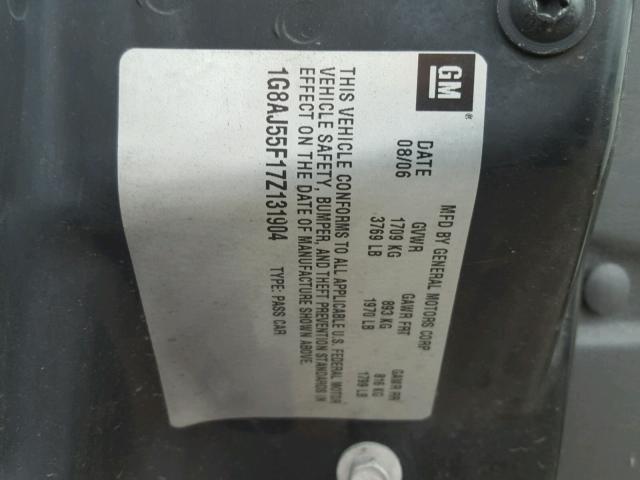 GM
®
MFD BY GENERAL MOTORS CORP
DATE GVWR GAWR FRT GAWR RR
08/06 1709 KG 893 KG 816 KG
3769 LB 1970 LB 1799 LB
THIS VEHICLE CONFORMS TO ALL APPLICABLE U.S. FEDERAL MOTOR
VEHICLE SAFETY, BUMPER, AND THEFT PREVENTION STANDARDS IN
EFFECT ON THE DATE OF MANUFACTURE SHOWN ABOVE.
1G8AJ55F17Z131904 TYPE: PASS CAR